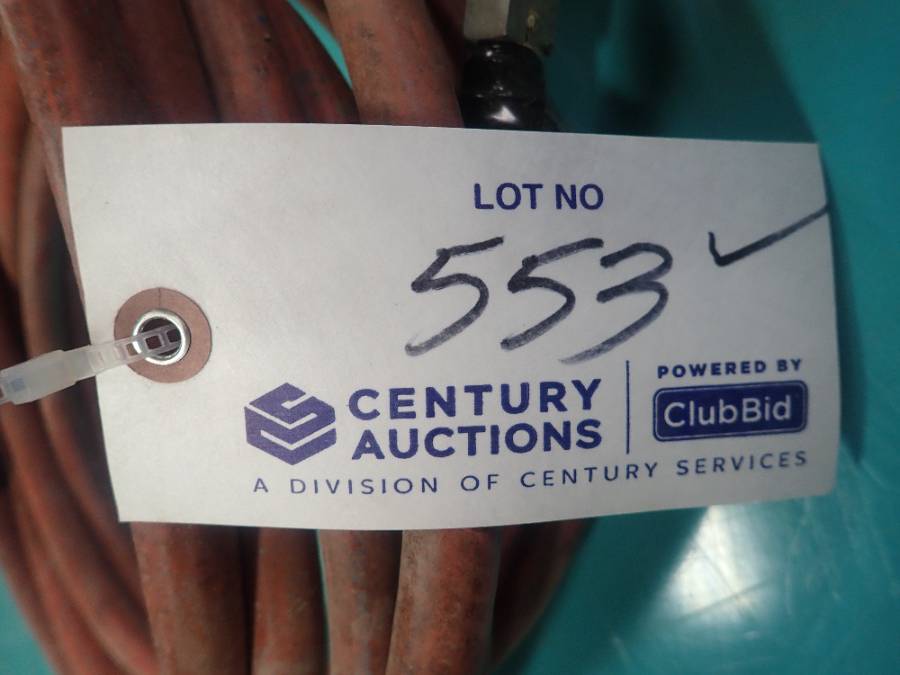 LOT NO
553
CENTURY
AUCTIONS
POWERED BY
ClubBid
A DIVISION OF CENTURY SERVICES